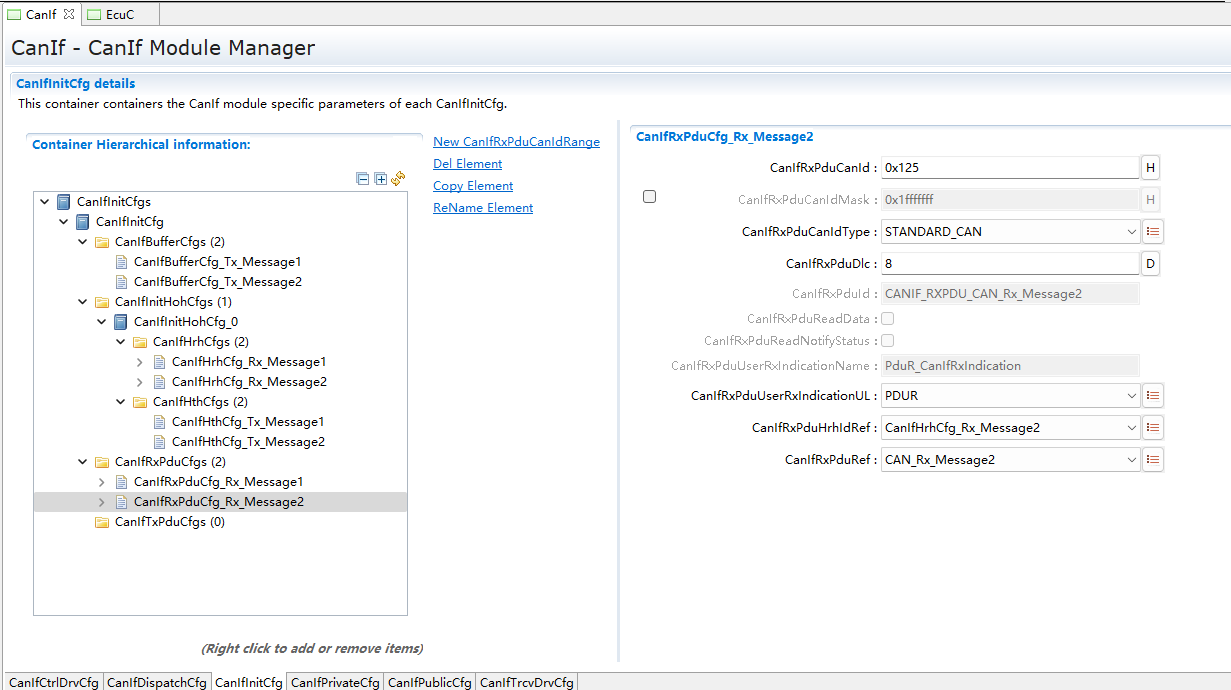 CanIf
EcuC
CanIf - CanIf Module Manager
CanIfInitCfg details
This container containers the CanIf module specific parameters of each CanIfInitCfg.
Container Hierarchical information:
CanIfInitCfgs
CanIfInitCfg
CanIfBufferCfgs (2)
CanIfBufferCfg_Tx_Message1
CanIfBufferCfg_Tx_Message2
CanIfInitHohCfgs (1)
CanIfInitHohCfg_0
CanIfHrhCfgs (2)
CanIfHrhCfg_Rx_Message1
CanIfHrhCfg_Rx_Message2
CanIfHthCfgs (2)
CanIfHthCfg_Tx_Message1
CanIfHthCfg_Tx_Message2
CanIfRxPduCfgs (2)
CanIfRxPduCfg_Rx_Message1
CanIfRxPduCfg_Rx_Message2
CanIfTxPduCfgs (0)
(Right click to add or remove items)
New CanIfRxPduCanIdRange
Del Element
Copy Element
ReName Element
CanIfRxPduCfg_Rx_Message2
CanIfRxPduCanId : 0x125 H
CanIfRxPduCanIdMask : 0x1fffffff H
CanIfRxPduCanIdType : STANDARD_CAN
CanIfRxPduDlc : 8 D
CanIfRxPduId : CANIF_RXPDU_CAN_Rx_Message2
CanIfRxPduReadData :
CanIfRxPduReadNotifyStatus :
CanIfRxPduUserRxIndicationName : PduR_CanIfRxIndication
CanIfRxPduUserRxIndicationUL : PDUR
CanIfRxPduHrhIdRef : CanIfHrhCfg_Rx_Message2
CanIfRxPduRef : CAN_Rx_Message2
CanIfCtrlDrvCfg CanIfDispatchCfg CanIfInitCfg CanIfPrivateCfg CanIfPublicCfg CanIfTrcvDrvCfg